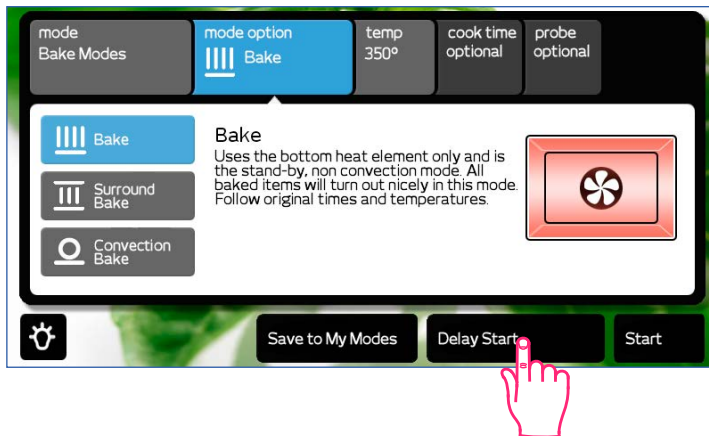 mode
Bake Modes
mode option
Bake
temp
350°
cook time
optional
probe
optional
Bake
Surround
Bake
Convection
Bake
Bake
Uses the bottom heat element only and is
the stand-by, non convection mode. All
baked items will turn out nicely in this mode.
Follow original times and temperatures.
Save to My Modes
Delay Start
Start